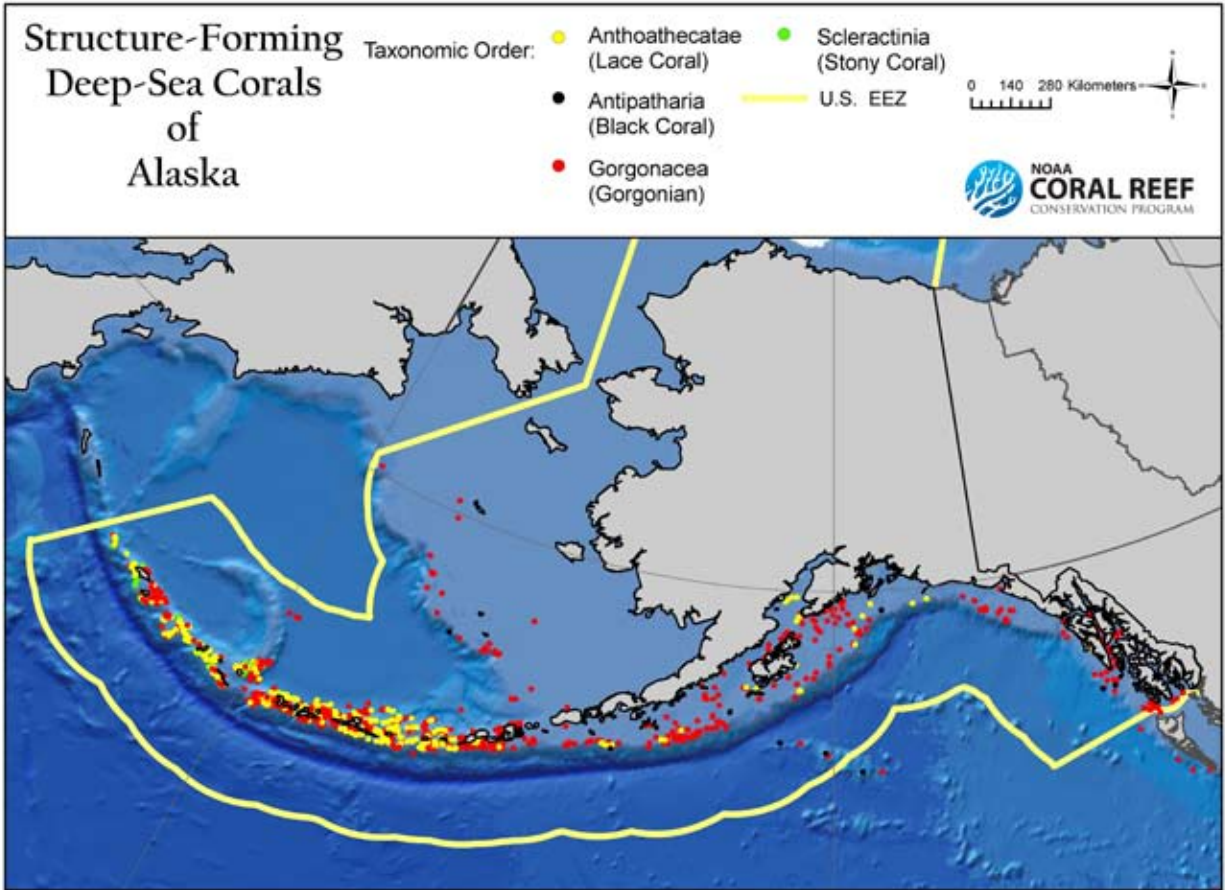 Structure-Forming
Deep-Sea Corals
of
Alaska
Taxonomic Order:
Anthoathecatae
(Lace Coral)
Antipatharia
(Black Coral)
Gorgonacea
(Gorgonian)
Scleractinia
(Stony Coral)
U.S. EEZ
0 140 280 Kilometers
NOAA
CORAL REEF
CONSERVATION PROGRAM